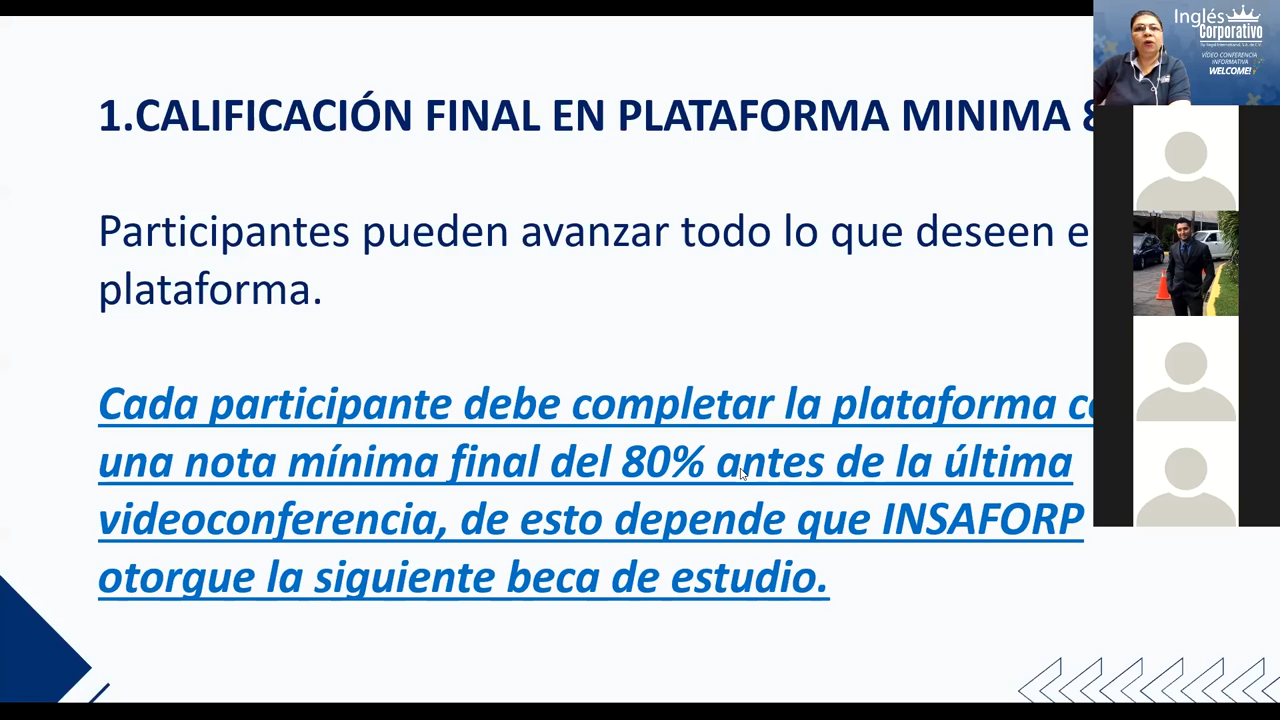 1.CALIFICACIÓN FINAL EN PLATAFORMA MINIMA
Participantes pueden avanzar todo lo que deseen
plataforma.
Cada participante debe completar la plataforma
una nota mínima final del 80% antes de la última
videoconferencia, de esto depende que INSAFORP
otorgue la siguiente beca de estudio.
Inglés
Corporativo
VÍDEO CONFERENCIA
INFORMATIVA
WELCOME!